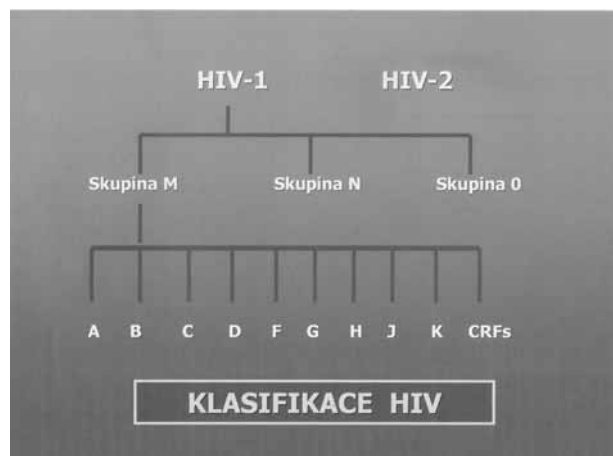 HIV-1 HIV-2
Skupina M Skupina N Skupina 0
A B C D F G H J K CRFs
KLASIFIKACE HIV